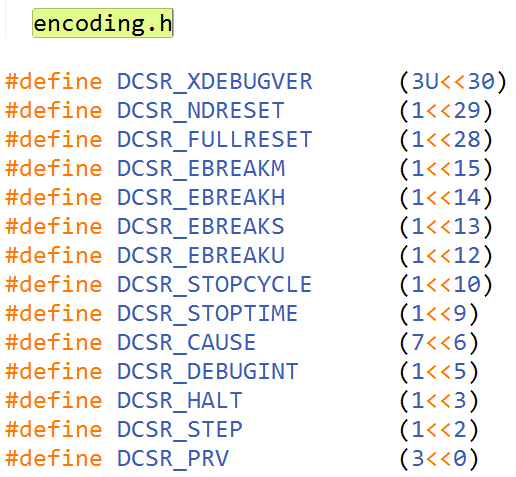 encoding.h
#define DCSR_XDEBUGVER (3U<<30)
#define DCSR_NDRESET (1<<29)
#define DCSR_FULLRESET (1<<28)
#define DCSR_EBREAKM (1<<15)
#define DCSR_EBREAKH (1<<14)
#define DCSR_EBREAKS (1<<13)
#define DCSR_EBREAKU (1<<12)
#define DCSR_STOPCYCLE (1<<10)
#define DCSR_STOPTIME (1<<9)
#define DCSR_CAUSE (7<<6)
#define DCSR_DEBUGINT (1<<5)
#define DCSR_HALT (1<<3)
#define DCSR_STEP (1<<2)
#define DCSR_PRV (3<<0)